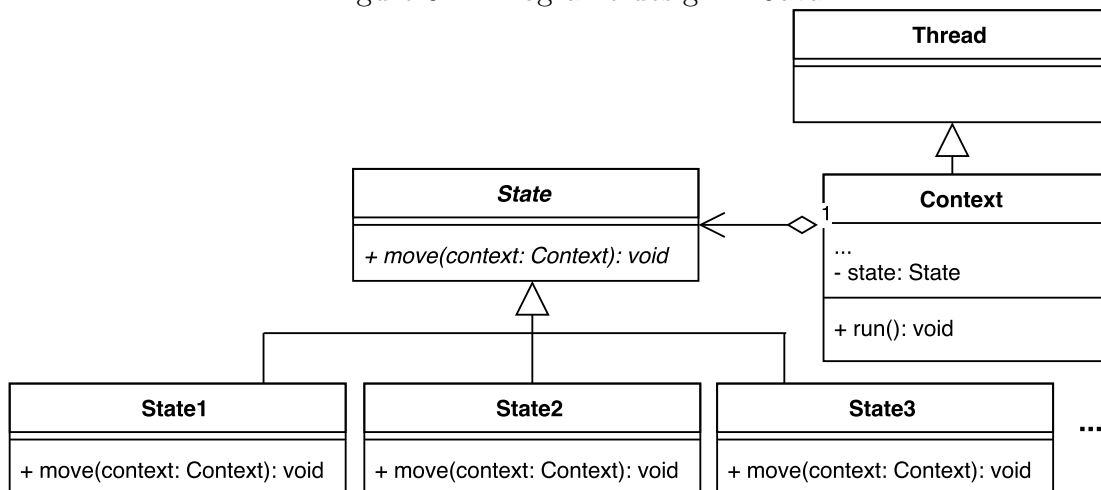 Thread
State
+ move(context: Context): void
1
Context
...
- state: State
+ run(): void
State1
+ move(context: Context): void
State2
+ move(context: Context): void
State3
+ move(context: Context): void
...